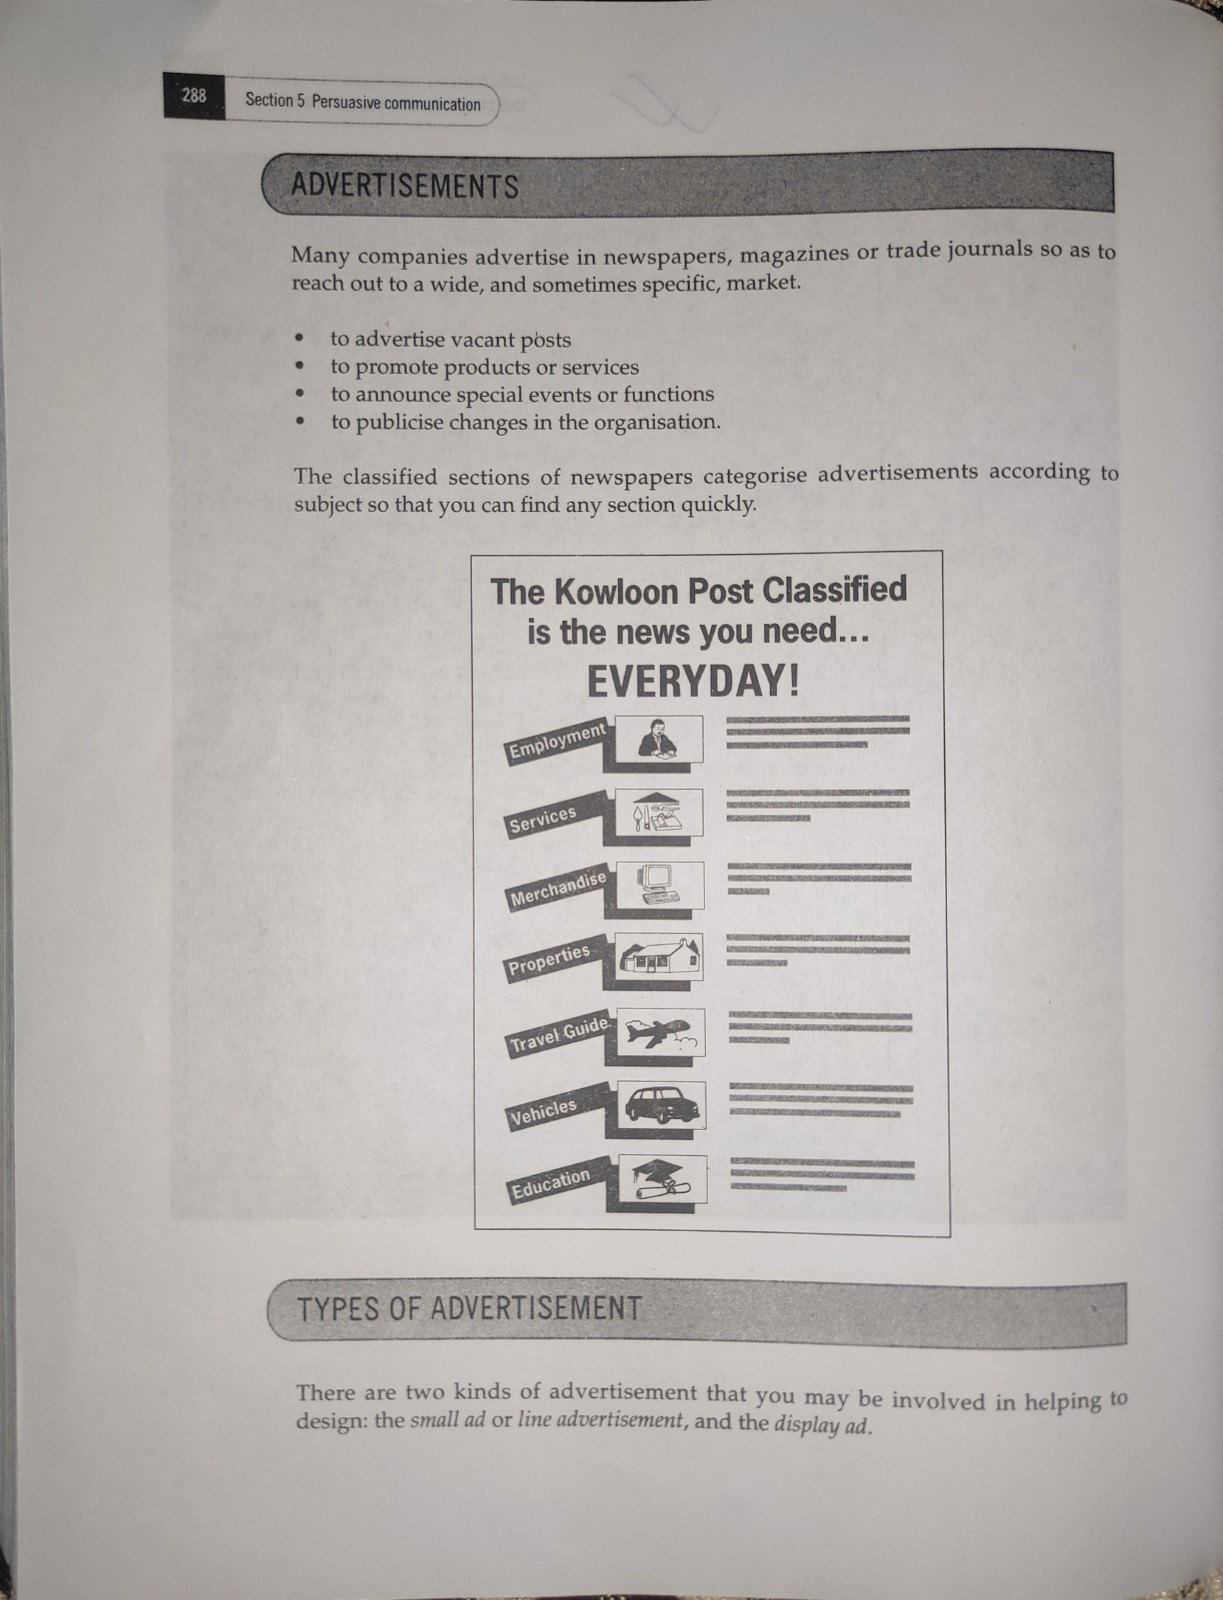 288
Section 5 Persuasive communication
ADVERTISEMENTS
Many companies advertise in newspapers, magazines or trade journals so as to
reach out to a wide, and sometimes specific, market.
• to advertise vacant posts
• to promote products or services
• to announce special events or functions
• to publicise changes in the organisation.
The classified sections of newspapers categorise advertisements according to
subject so that you can find any section quickly.
The Kowloon Post Classified
is the news you need...
EVERYDAY!
Employment
Services
Merchandise
Properties
Travel Guide
Vehicles
Education
TYPES OF ADVERTISEMENT
There are two kinds of advertisement that you may be involved in helping to
design: the small ad or line advertisement, and the display ad.